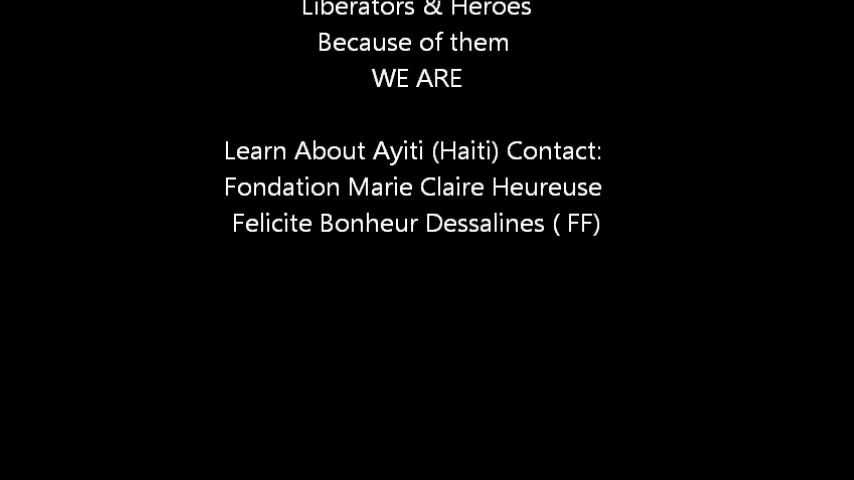 Liberators & Heroes
Because of them
WE ARE
Learn About Ayiti (Haiti) Contact:
Fondation Marie Claire Heureuse
Felicite Bonheur Dessalines ( FF)